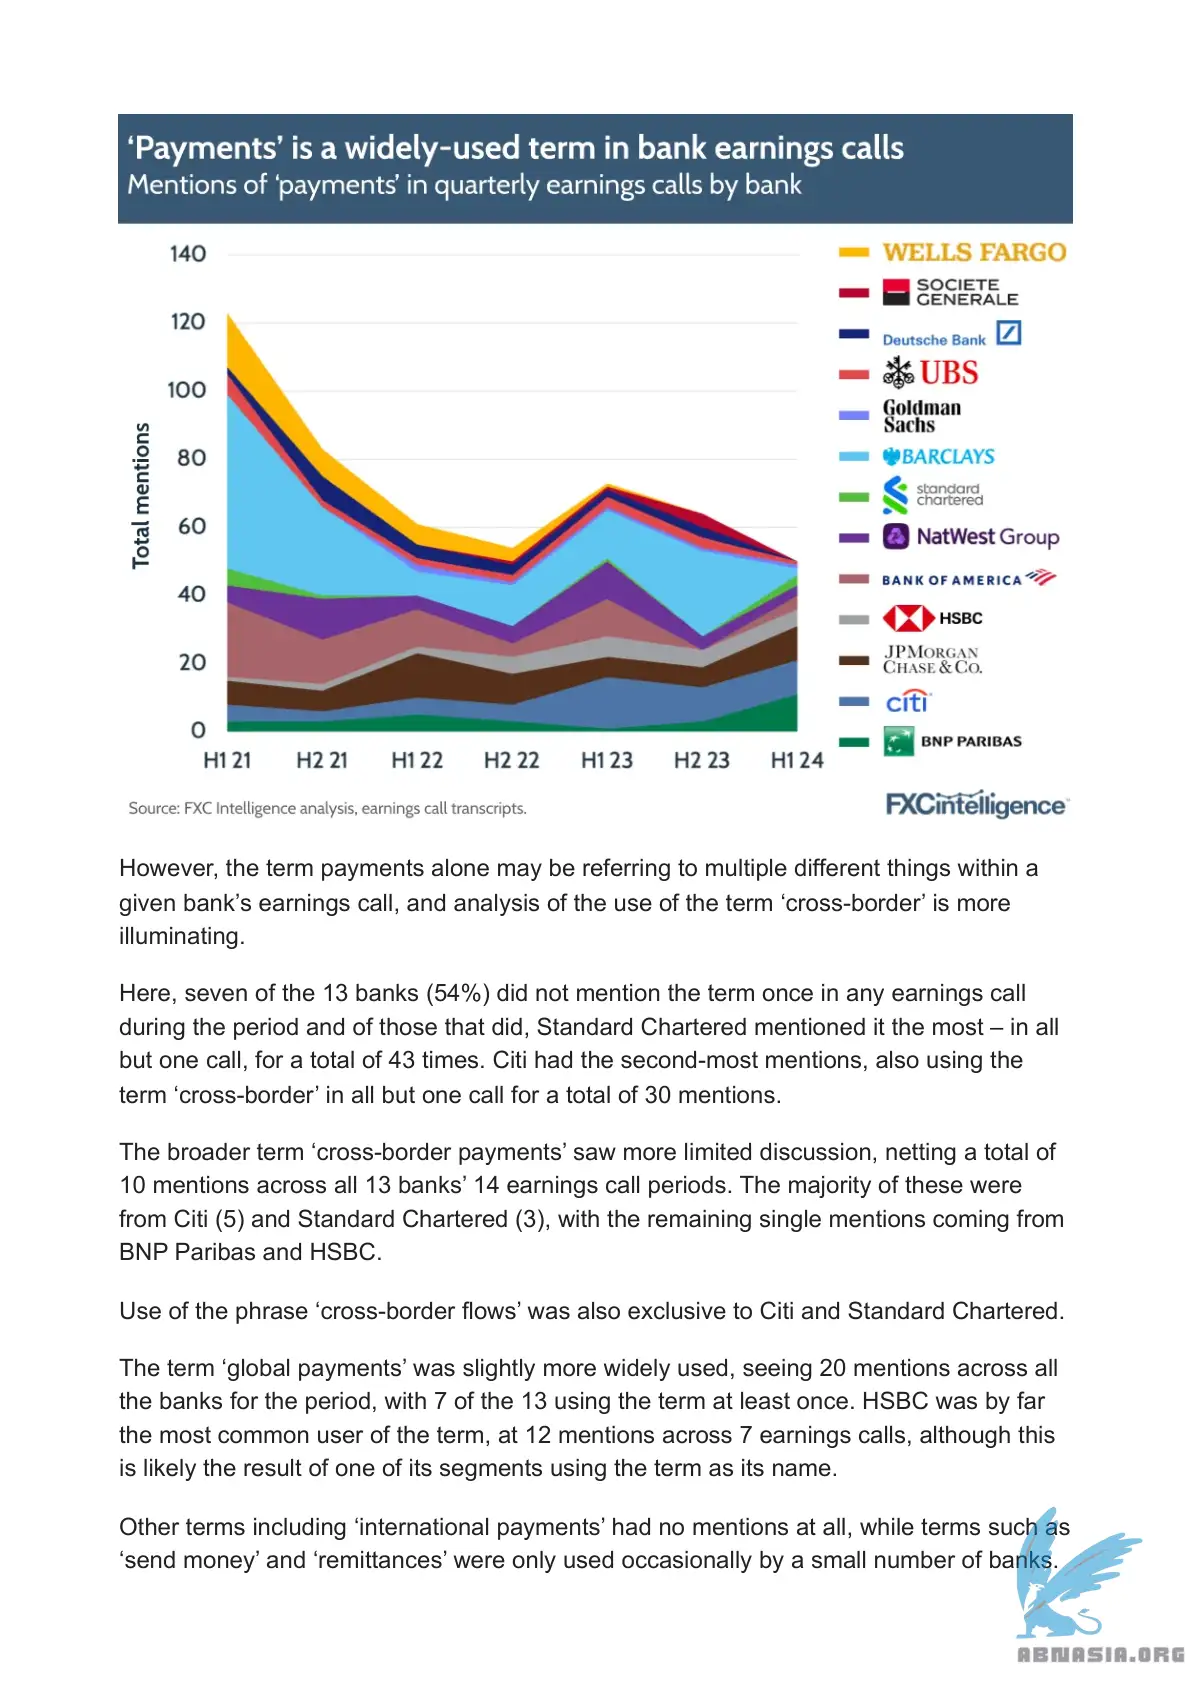 ‘Payments’ is a widely-used term in bank earnings calls
Mentions of ‘payments’ in quarterly earnings calls by bank
Total mentions
140
120
100
80
60
40
20
0
H1 21
H2 21
H1 22
H2 22
H1 23
H2 23
H1 24
WELLS FARGO
SOCIETE
GENERALE
Deutsche Bank
UBS
Goldman
Sachs
BARCLAYS
standard
chartered
NatWest Group
BANK OF AMERICA
HSBC
JPMORGAN
CHASE & CO.
citi
BNP PARIBAS
Source: FXC Intelligence analysis, earnings call transcripts.
FXCintelligence™
However, the term payments alone may be referring to multiple different things within a
given bank’s earnings call, and analysis of the use of the term ‘cross-border’ is more
illuminating.
Here, seven of the 13 banks (54%) did not mention the term once in any earnings call
during the period and of those that did, Standard Chartered mentioned it the most – in all
but one call, for a total of 43 times. Citi had the second-most mentions, also using the
term ‘cross-border’ in all but one call for a total of 30 mentions.
The broader term ‘cross-border payments’ saw more limited discussion, netting a total of
10 mentions across all 13 banks’ 14 earnings call periods. The majority of these were
from Citi (5) and Standard Chartered (3), with the remaining single mentions coming from
BNP Paribas and HSBC.
Use of the phrase ‘cross-border flows’ was also exclusive to Citi and Standard Chartered.
The term ‘global payments’ was slightly more widely used, seeing 20 mentions across all
the banks for the period, with 7 of the 13 using the term at least once. HSBC was by far
the most common user of the term, at 12 mentions across 7 earnings calls, although this
is likely the result of one of its segments using the term as its name.
Other terms including ‘international payments’ had no mentions at all, while terms such as
‘send money’ and ‘remittances’ were only used occasionally by a small number of banks.
ABNASIA.ORG